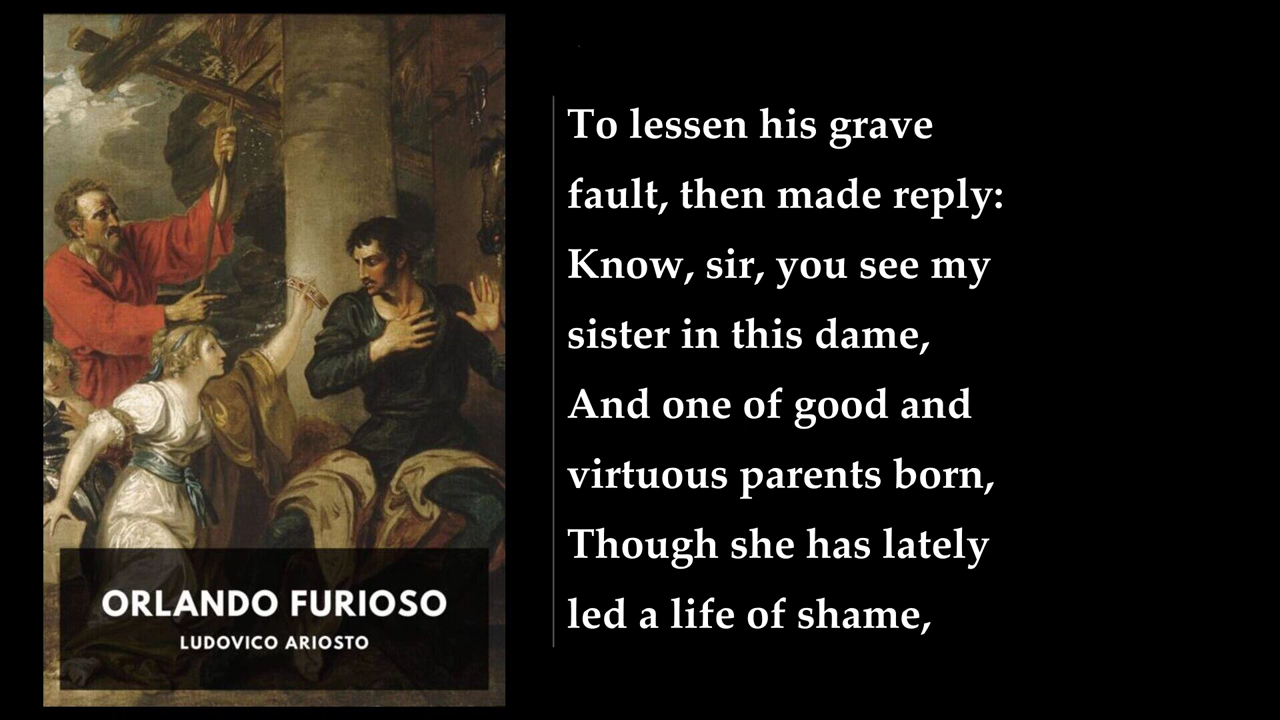 To lessen his grave
fault, then made reply:
Know, sir, you see my
sister in this dame,
And one of good and
virtuous parents born,
Though she has lately
led a life of shame,
ORLANDO FURIOSO
LUDOVICO ARIOSTO